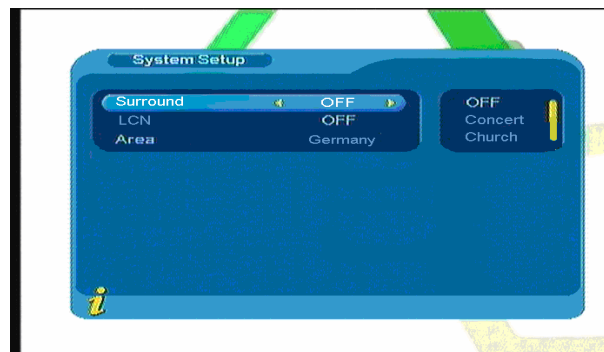 System Setup
Surround OFF
LCN OFF
Area Germany
OFF
Concert
Church